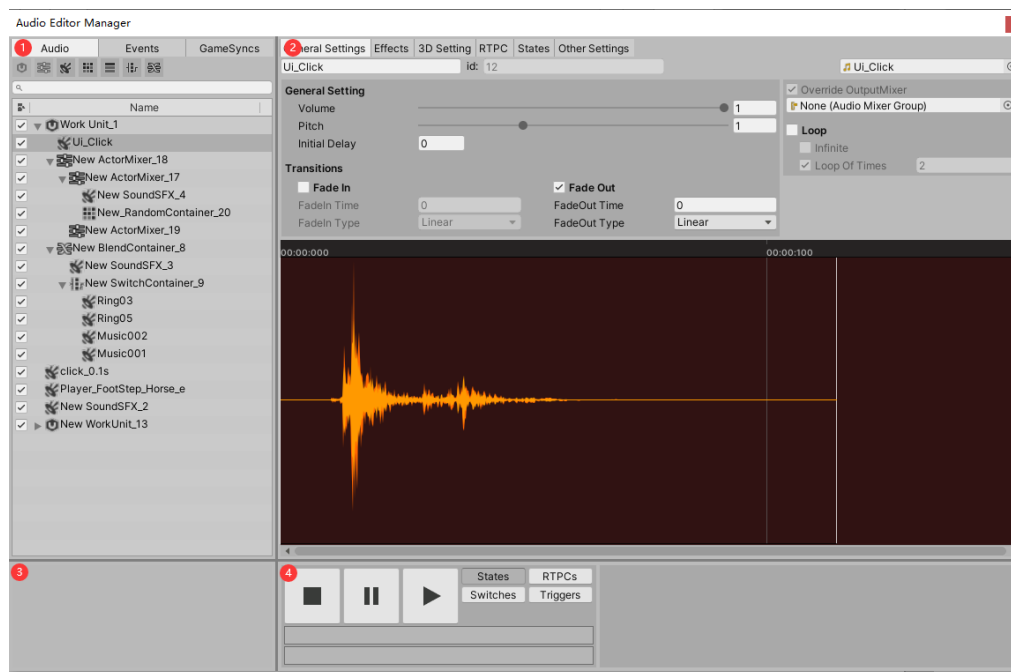 Audio Editor Manager
1 Audio Events GameSyncs
Name
Work Unit_1
Ui_Click
New ActorMixer_18
New ActorMixer_17
New SoundSFX_4
New_RandomContainer_20
New ActorMixer_19
New BlendContainer_8
New SoundSFX_3
New SwitchContainer_9
Ring03
Ring05
Music002
Music001
click_0.1s
Player_FootStep_Horse_e
New SoundSFX_2
New WorkUnit_13
2 eral Settings Effects 3D Setting RTPC States Other Settings
Ui_Click id: 12 Ui_Click
General Setting
Volume 1
Pitch 1
Initial Delay 0
Transitions
Fade In Fade Out
FadeIn Time 0 FadeOut Time 0
FadeIn Type Linear FadeOut Type Linear
Override OutputMixer
None (Audio Mixer Group)
Loop
Infinite
Loop Of Times 2
00:00:000 00:00:100
3
4
States RTPCs
Switches Triggers